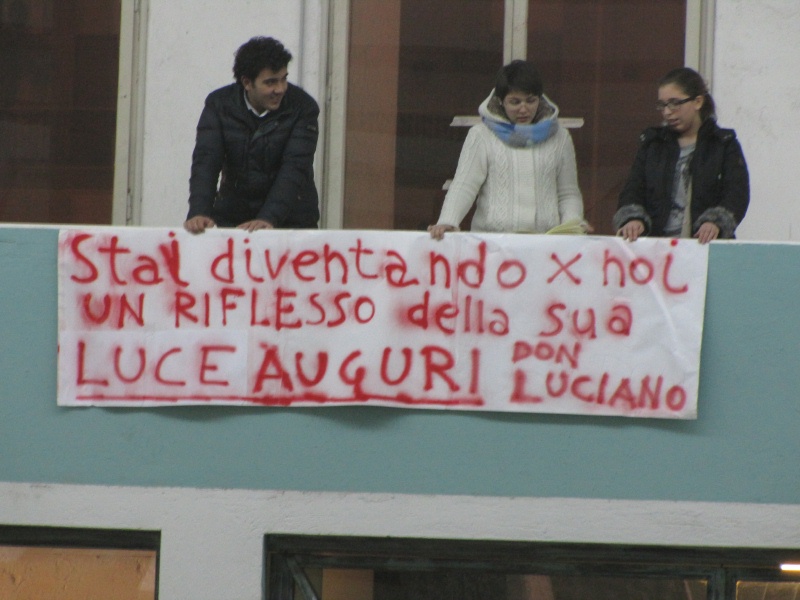 Stai diventando x noi
UN RIFLESSO della sua
LUCE AUGURI DON LUCIANO